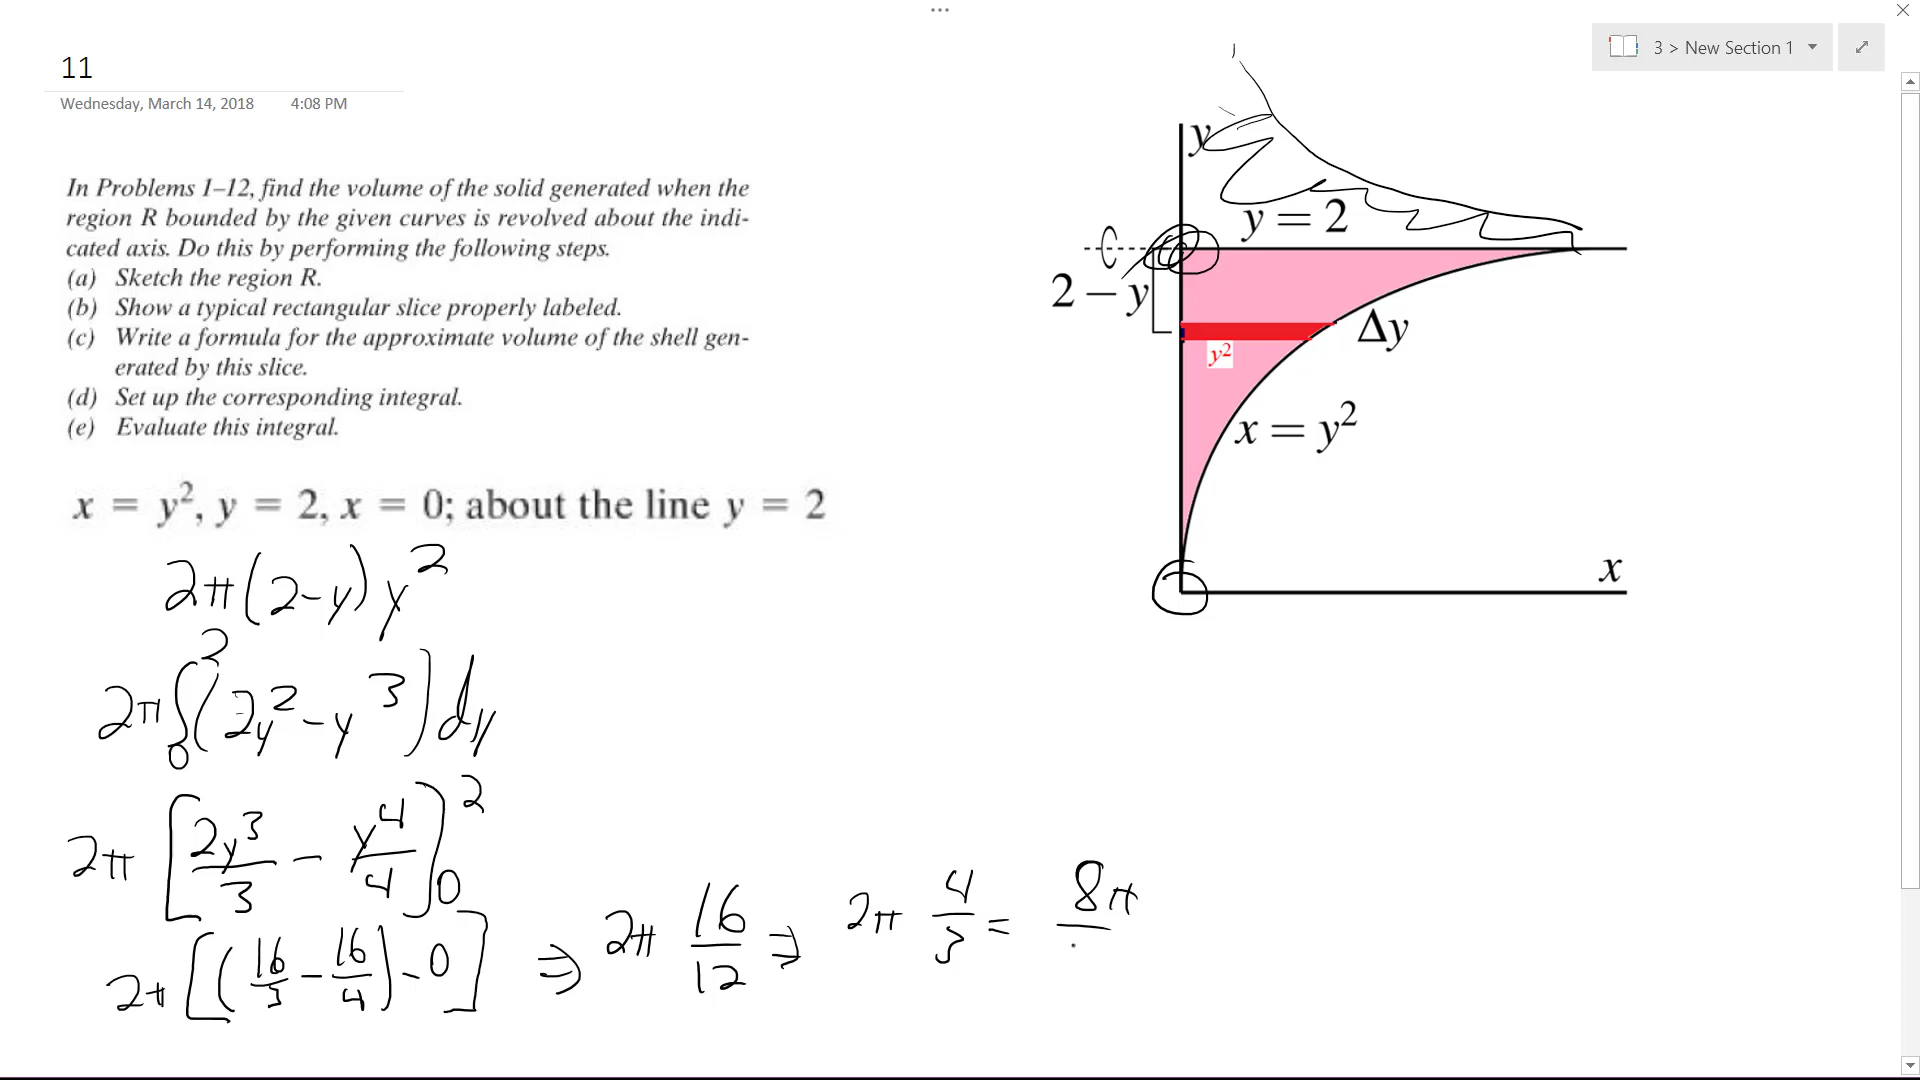 ...
3 > New Section 1
11
Wednesday, March 14, 2018 4:08 PM
In Problems 1–12, find the volume of the solid generated when the
region R bounded by the given curves is revolved about the indi-
cated axis. Do this by performing the following steps.
(a) Sketch the region R.
(b) Show a typical rectangular slice properly labeled.
(c) Write a formula for the approximate volume of the shell gen-
erated by this slice.
(d) Set up the corresponding integral.
(e) Evaluate this integral.
x = y², y = 2, x = 0; about the line y = 2
2π(2-y)y²
2π∫₀²(2y²-y³)dy
2π[2y³/3 - y⁴/4]₀²
2π[(16/3 - 16/4) - 0] ⇒ 2π 16/12 ⇒ 2π 4/3 = 8π
y
y = 2
2 − y
Δy
y²
x = y²
x